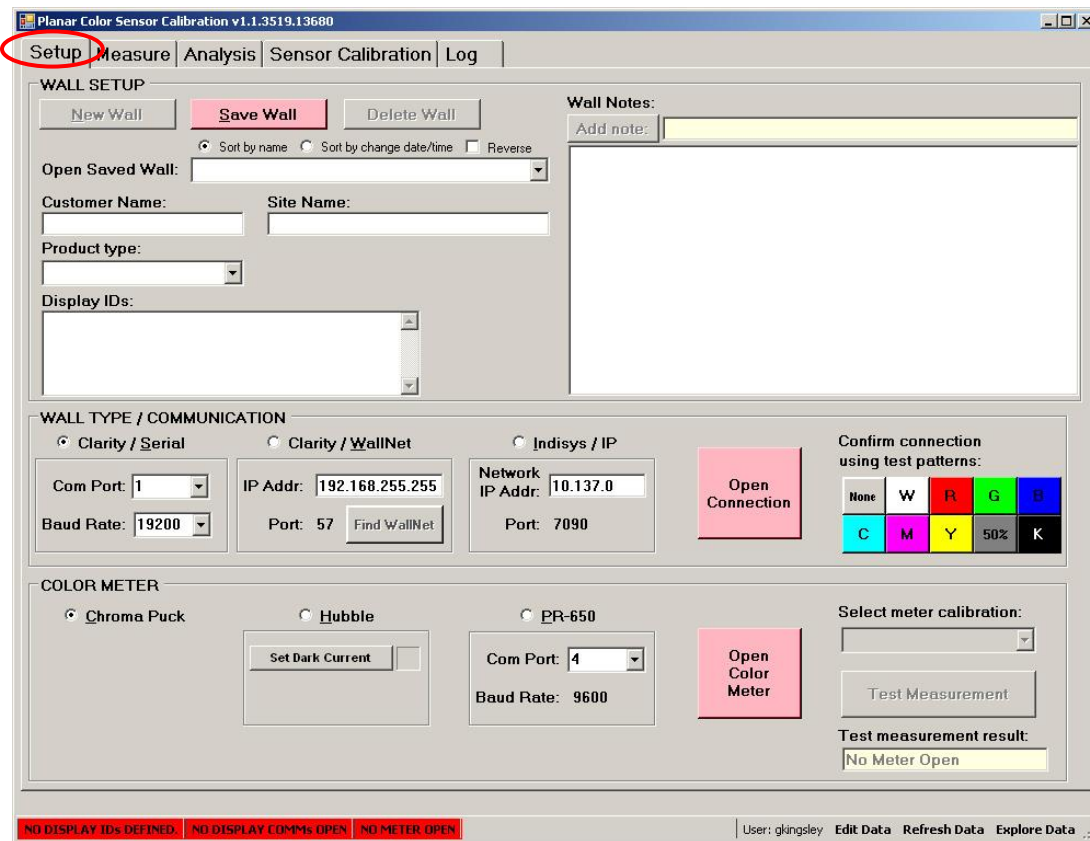 Planar Color Sensor Calibration v1.1.3519.13680
Setup Measure Analysis Sensor Calibration Log
WALL SETUP
New Wall Save Wall Delete Wall
Sort by name Sort by change date/time Reverse
Open Saved Wall:
Customer Name: Site Name:
Product type:
Display IDs:
Wall Notes:
Add note:
WALL TYPE / COMMUNICATION
Clarity / Serial
Com Port: 1
Baud Rate: 19200
Clarity / WallNet
IP Addr: 192.168.255.255
Port: 57 Find WallNet
Indisys / IP
Network
IP Addr: 10.137.0
Port: 7090
Open
Connection
Confirm connection
using test patterns:
None W R G B
C M Y 50% K
COLOR METER
Chroma Puck
Hubble
Set Dark Current
PR-650
Com Port: 4
Baud Rate: 9600
Open
Color
Meter
Select meter calibration:
Test Measurement
Test measurement result:
No Meter Open
NO DISPLAY IDs DEFINED. NO DISPLAY COMMs OPEN NO METER OPEN User: gkingsley Edit Data Refresh Data Explore Data